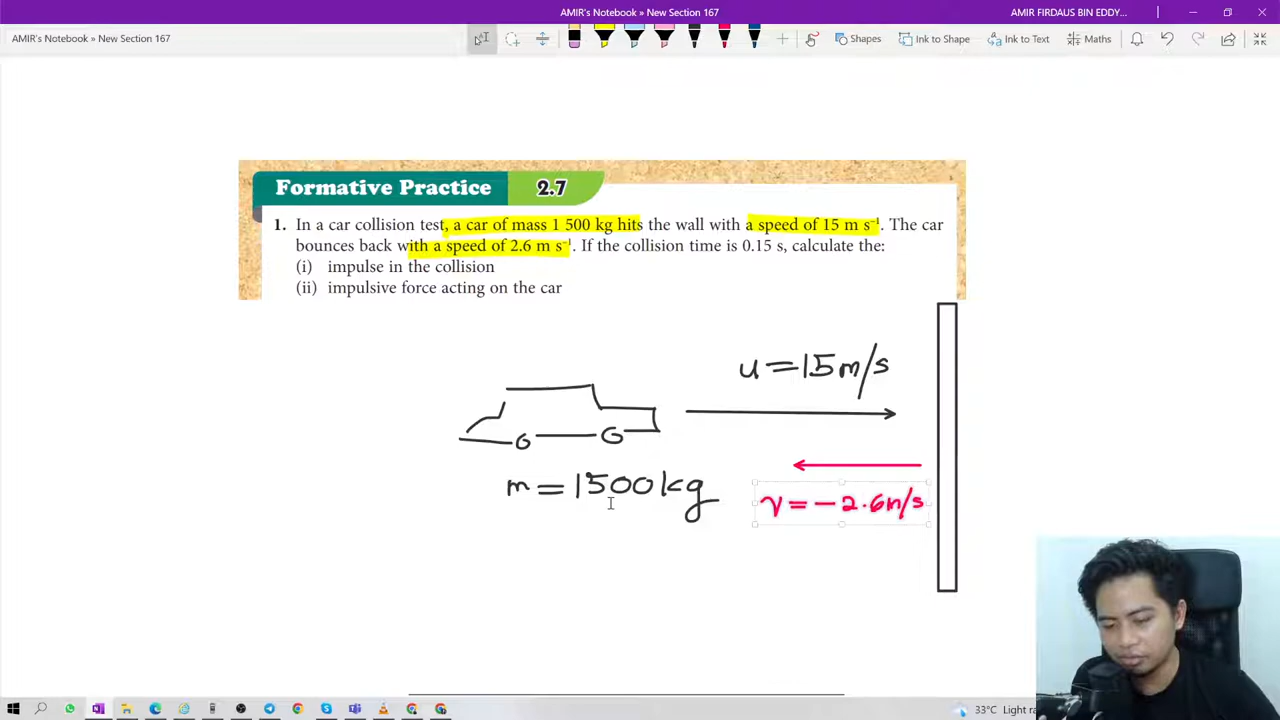 AMIR's Notebook » New Section 167
AMIR FIRDAUS BIN EDDY...
AMIR's Notebook » New Section 167
Shapes
Ink to Shape
Ink to Text
Maths
Formative Practice 2.7
1. In a car collision test, a car of mass 1 500 kg hits the wall with a speed of 15 m s⁻¹. The car
bounces back with a speed of 2.6 m s⁻¹. If the collision time is 0.15 s, calculate the:
(i) impulse in the collision
(ii) impulsive force acting on the car
u = 15 m/s
m = 1500 kg
v = -2.6 m/s
33°C Light ra